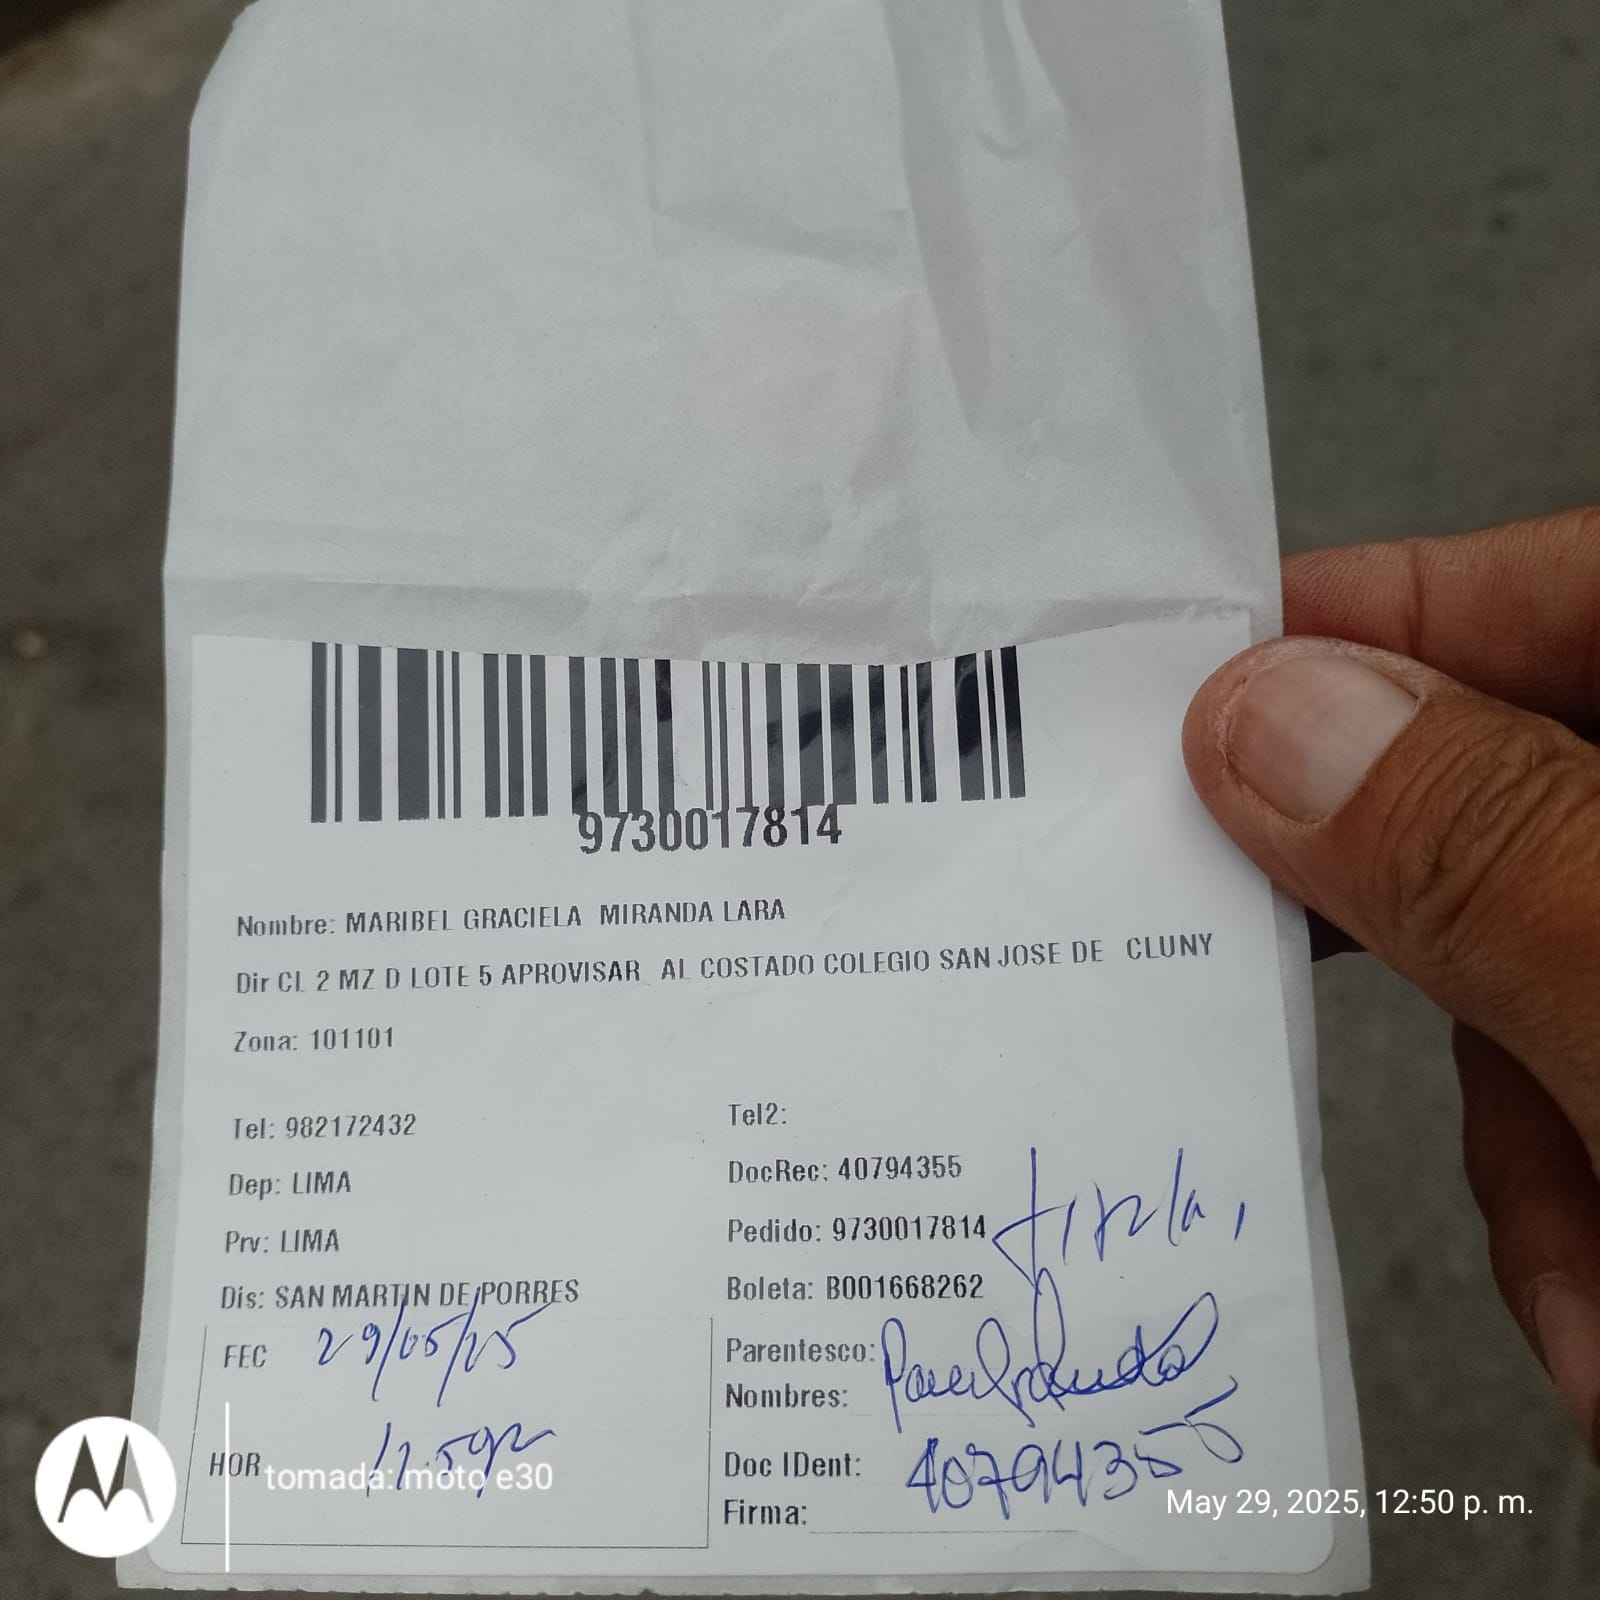 9730017814
Nombre: MARIBEL GRACIELA MIRANDA LARA
Dir CL 2 MZ D LOTE 5 APROVISAR AL COSTADO COLEGIO SAN JOSE DE CLUNY
Zona: 101101
Tel: 982172432
Tel2:
Dep: LIMA
DocRec: 40794355
Prv: LIMA
Pedido: 9730017814
Dis: SAN MARTIN DE PORRES
Boleta: B001668262
FEC 29/05/25
Parentesco:
Nombres:
HOR
Doc IDent: 40794355
Firma:
tomada: moto e30
May 29, 2025, 12:50 p. m.